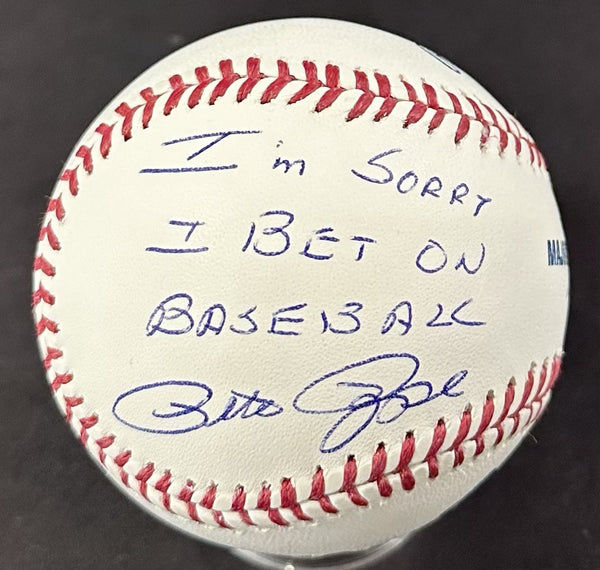 I'm SORRY
I BET ON
BASEBALL
Pete Rose